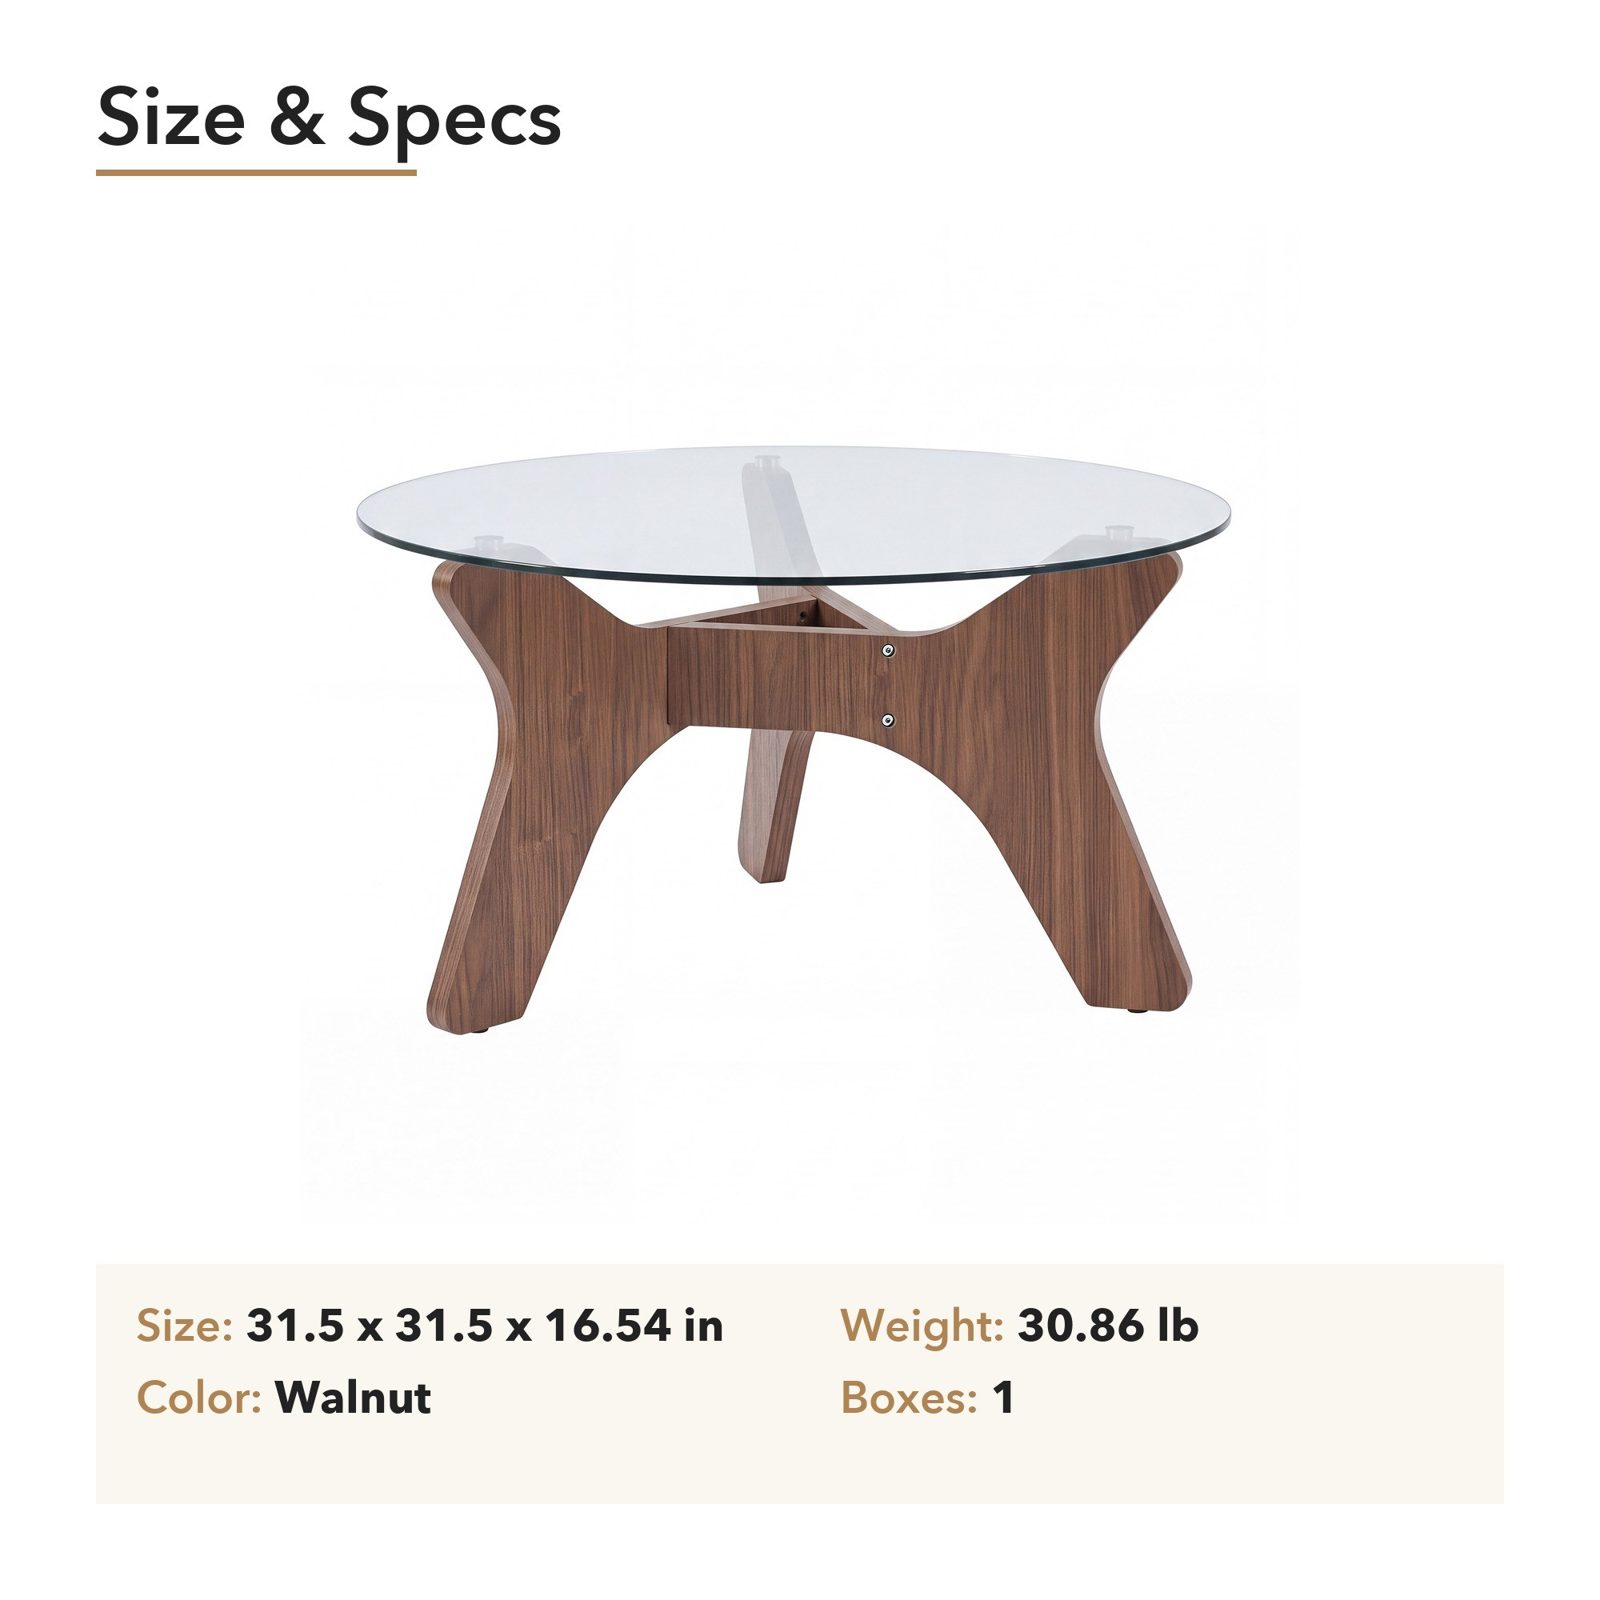 Size & Specs
Size: 31.5 x 31.5 x 16.54 in
Weight: 30.86 lb
Color: Walnut
Boxes: 1